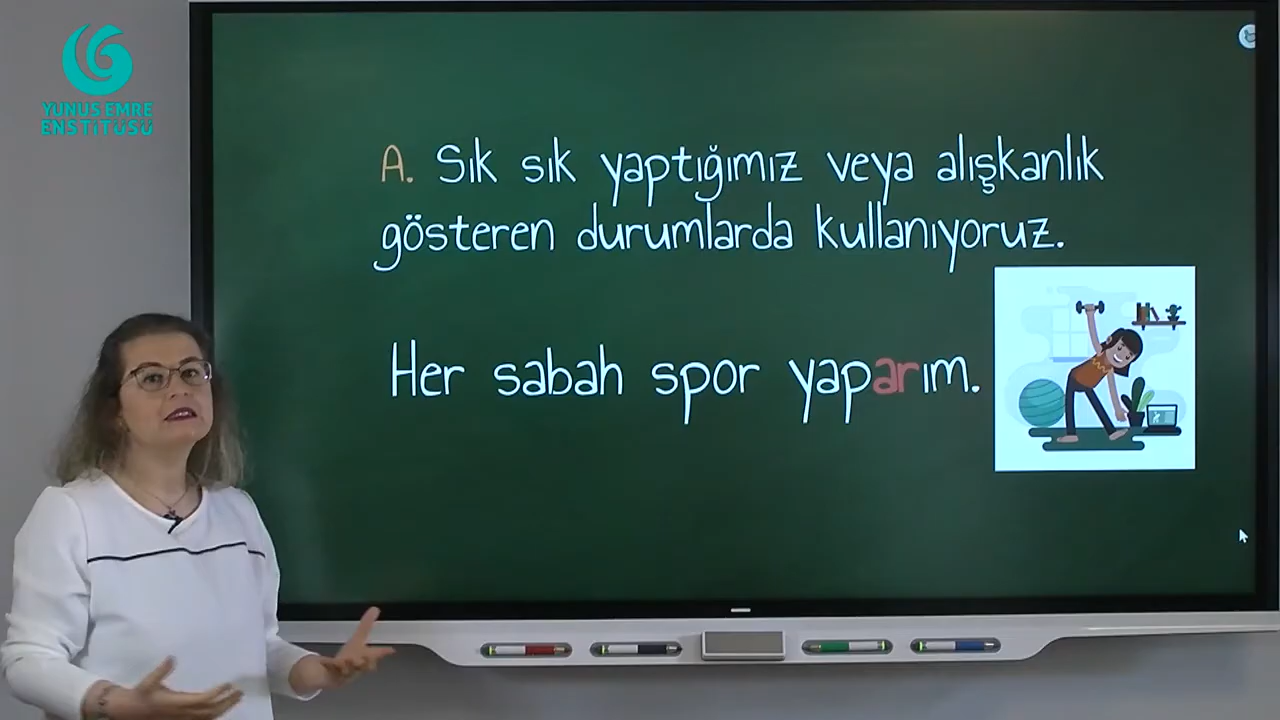 YUNUS EMRE
ENSTİTÜSÜ
A. Sık sık yaptığımız veya alışkanlık
gösteren durumlarda kullanıyoruz.
Her sabah spor yaparım.